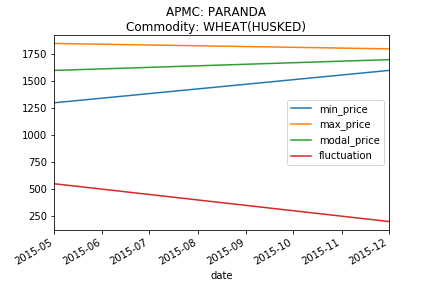 APMC: PARANDA
Commodity: WHEAT(HUSKED)
1750
1500
1250
1000
750
500
250
min_price
max_price
modal_price
fluctuation
2015-05
2015-06
2015-07
2015-08
2015-09
2015-10
2015-11
2015-12
date